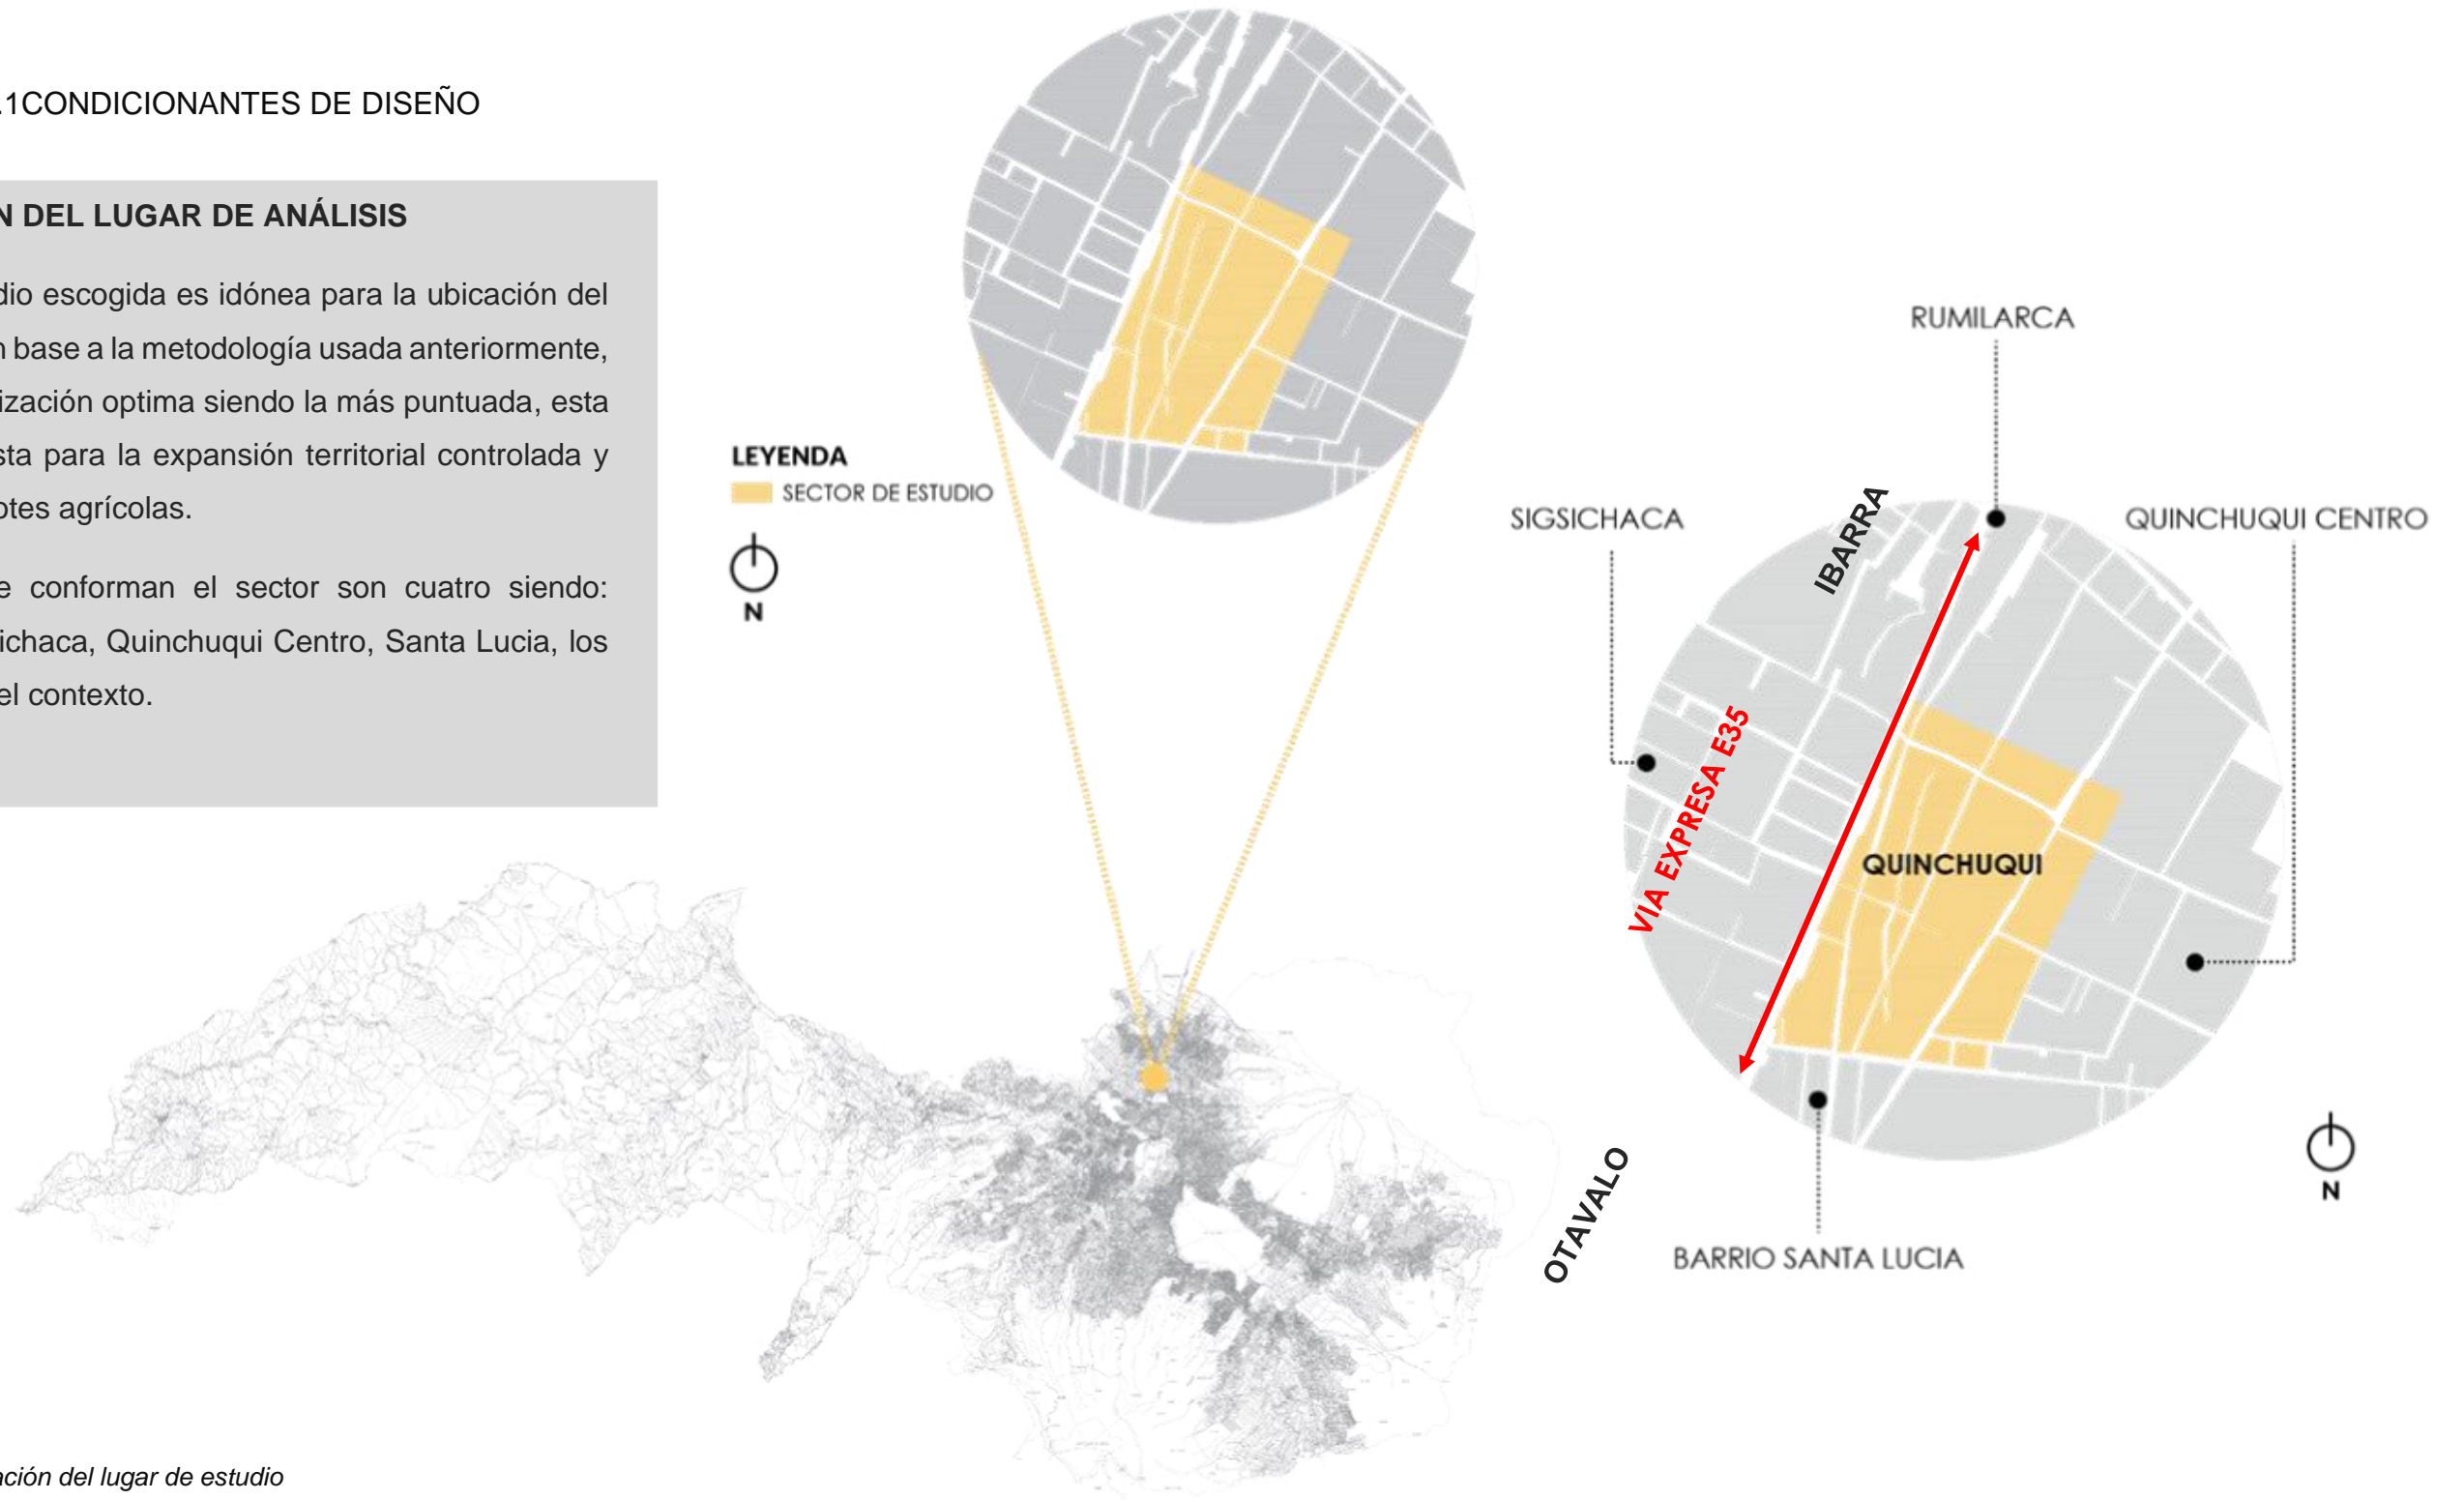 .1CONDICIONANTES DE DISEÑO
N DEL LUGAR DE ANÁLISIS
dio escogida es idónea para la ubicación del
n base a la metodología usada anteriormente,
ización optima siendo la más puntuada, esta
sta para la expansión territorial controlada y
otes agrícolas.
e conforman el sector son cuatro siendo:
ichaca, Quinchuqui Centro, Santa Lucia, los
el contexto.
LEYENDA
SECTOR DE ESTUDIO
N
RUMILARCA
SIGSICHACA
IBARRA
QUINCHUQUI CENTRO
VIA EXPRESA E35
QUINCHUQUI
OTAVALO
BARRIO SANTA LUCIA
N
ación del lugar de estudio